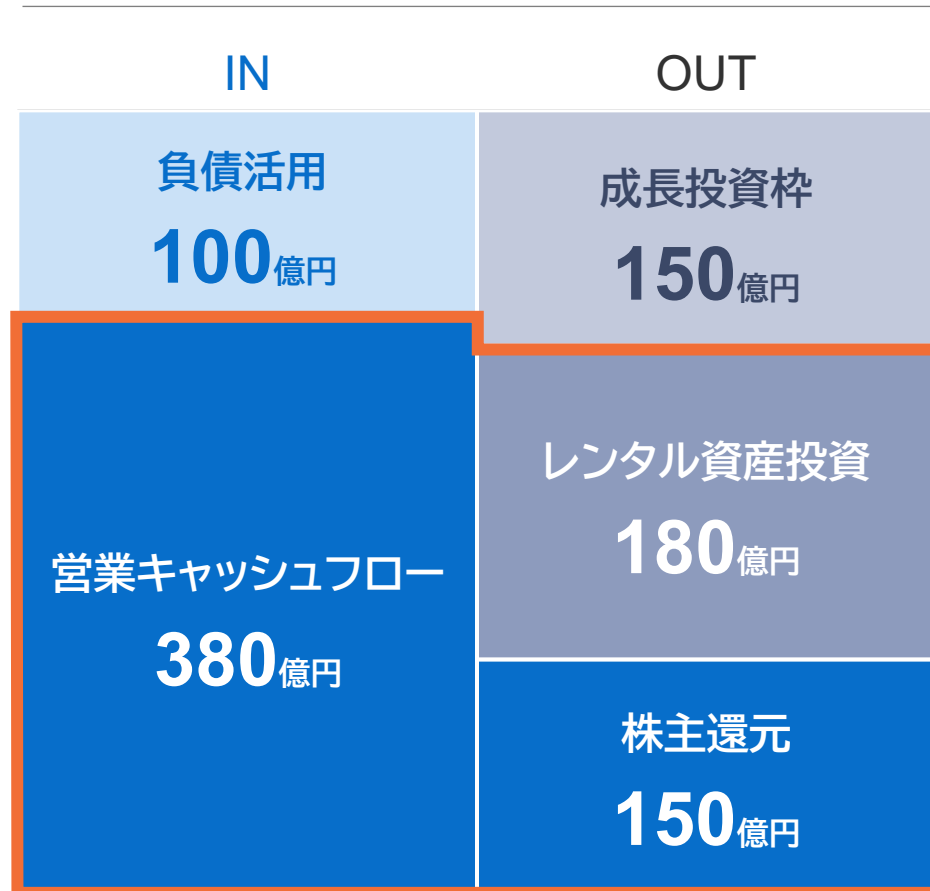 IN
OUT
負債活用
100億円
成長投資枠
150億円
営業キャッシュフロー
380億円
レンタル資産投資
180億円
株主還元
150億円